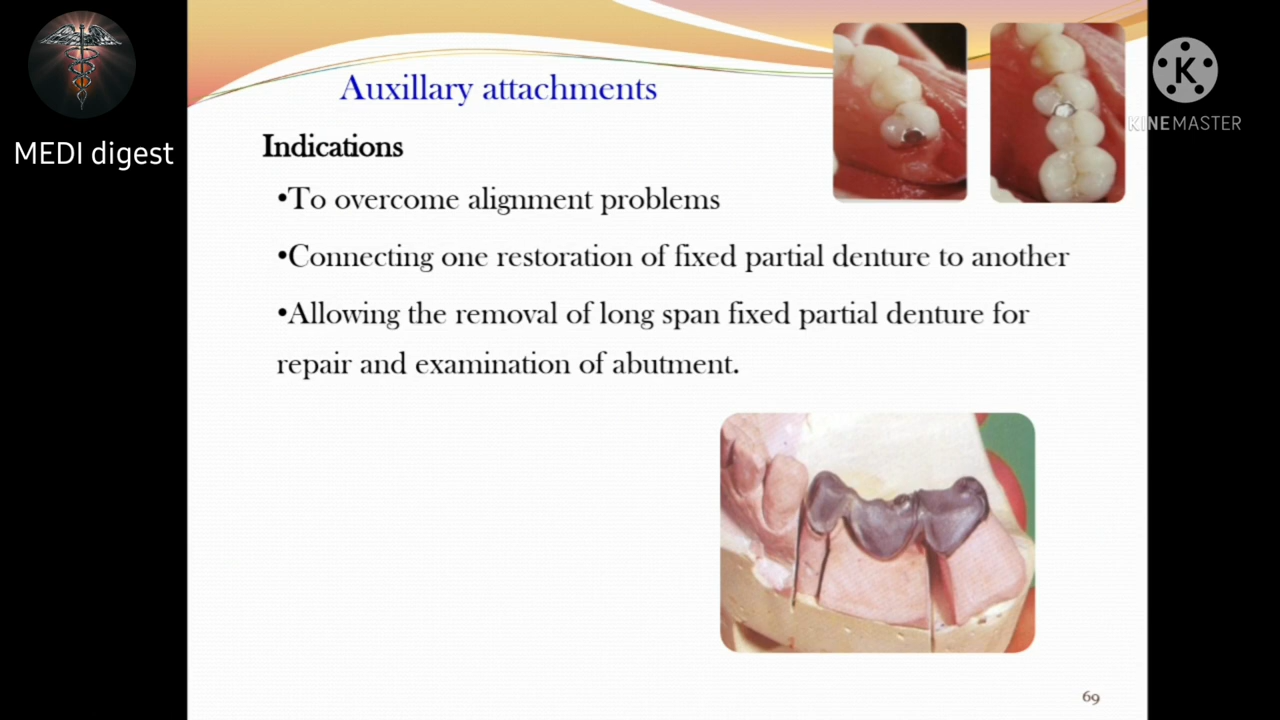 MEDI digest
K
KINEMASTER
Auxillary attachments
Indications
•To overcome alignment problems
•Connecting one restoration of fixed partial denture to another
•Allowing the removal of long span fixed partial denture for
repair and examination of abutment.
69